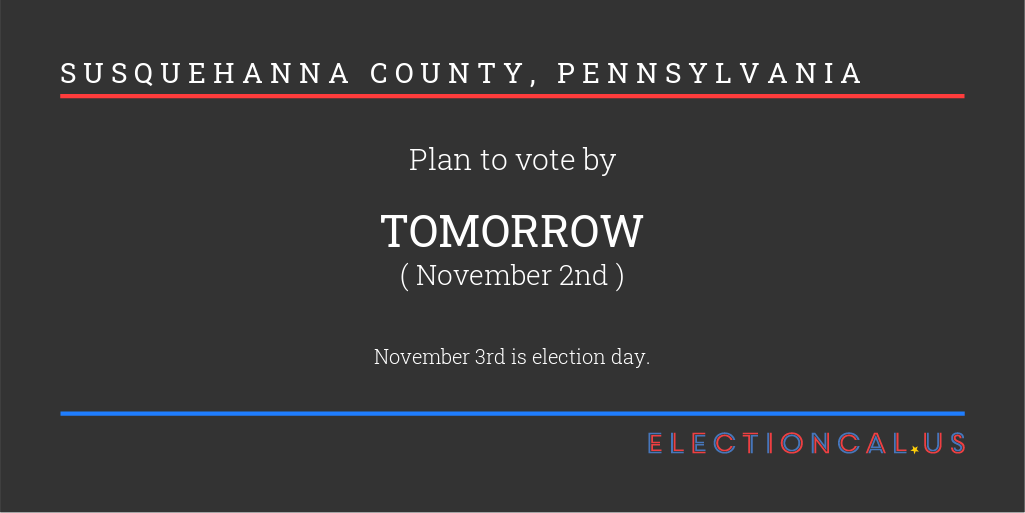 SUSQUEHANNA COUNTY, PENNSYLVANIA
Plan to vote by
TOMORROW
( November 2nd )
November 3rd is election day.
ELECTIONCAL.US